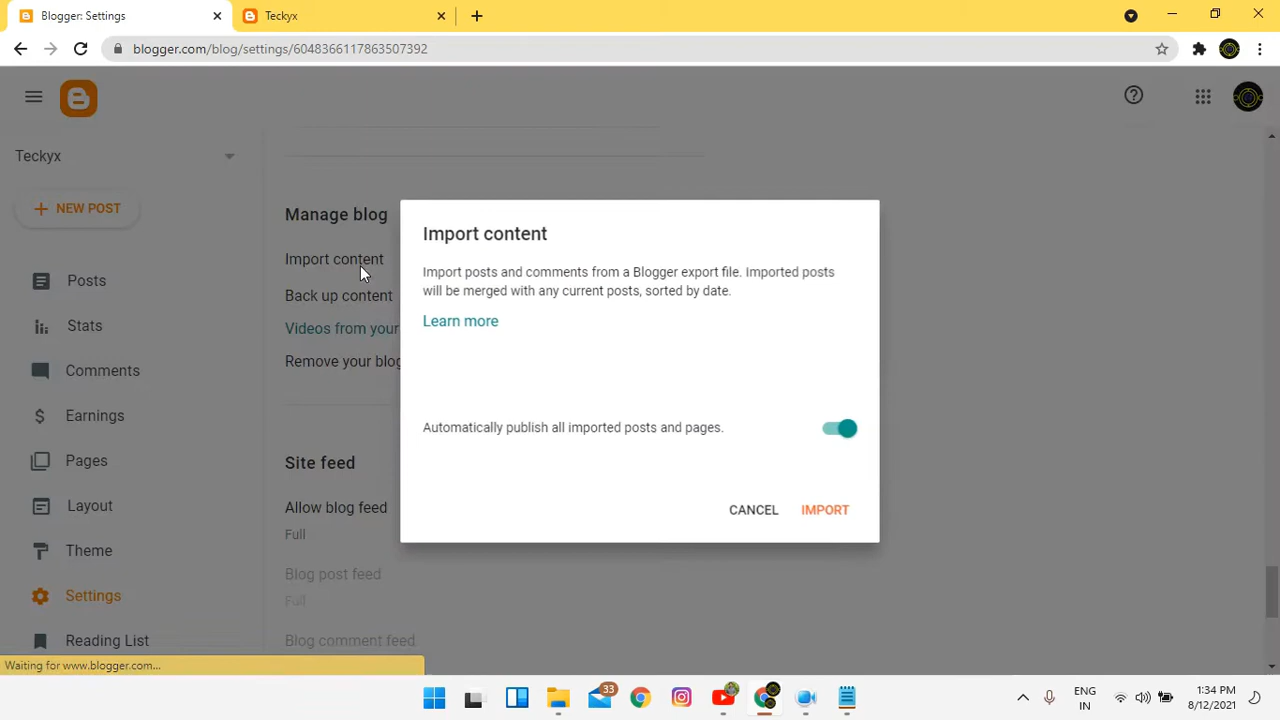 Blogger: Settings
Teckyx
blogger.com/blog/settings/6048366117863507392
Teckyx
NEW POST
Posts
Stats
Comments
Earnings
Pages
Layout
Theme
Settings
Reading List
Manage blog
Import content
Back up content
Videos from your
Remove your blog
Site feed
Allow blog feed
Full
Blog post feed
Full
Blog comment feed
Import content
Import posts and comments from a Blogger export file. Imported posts
will be merged with any current posts, sorted by date.
Learn more
Automatically publish all imported posts and pages.
CANCEL
IMPORT
Waiting for www.blogger.com...
33
ENG
IN
1:34 PM
8/12/2021